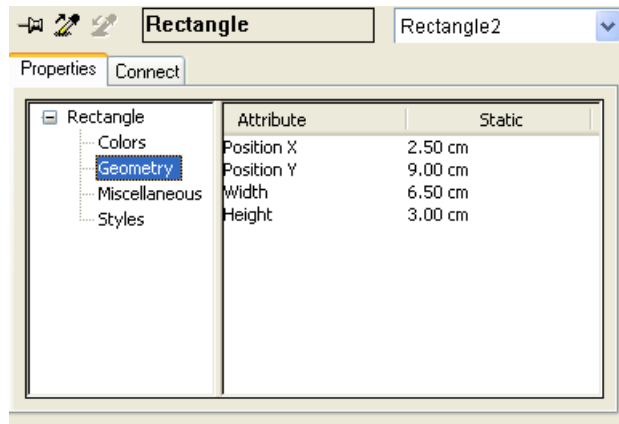 Rectangle Rectangle2
Properties Connect
Rectangle
Colors
Geometry
Miscellaneous
Styles
Attribute Static
Position X 2.50 cm
Position Y 9.00 cm
Width 6.50 cm
Height 3.00 cm